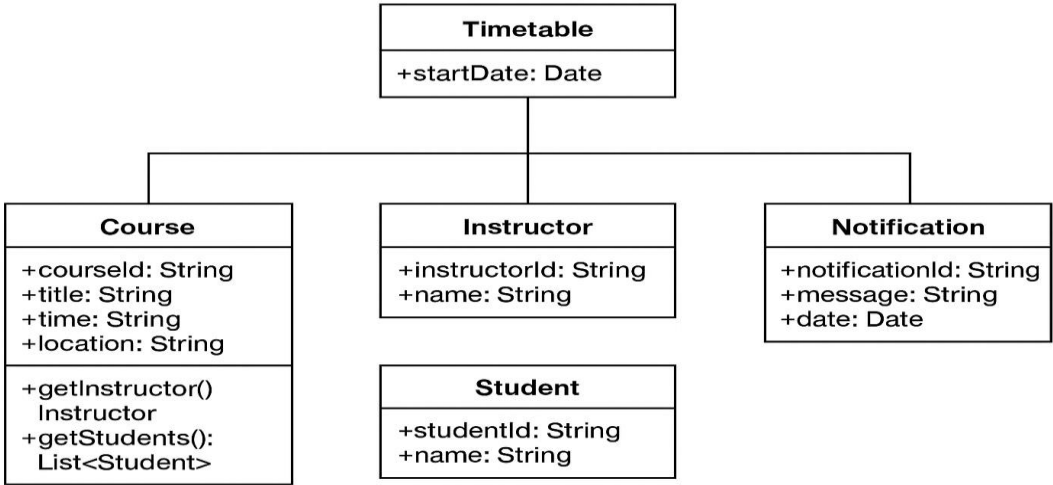 Timetable
+startDate: Date
Course
+courseId: String
+title: String
+time: String
+location: String
+getInstructor()
Instructor
+getStudents():
List<Student>
Instructor
+instructorId: String
+name: String
Student
+studentId: String
+name: String
Notification
+notificationId: String
+message: String
+date: Date